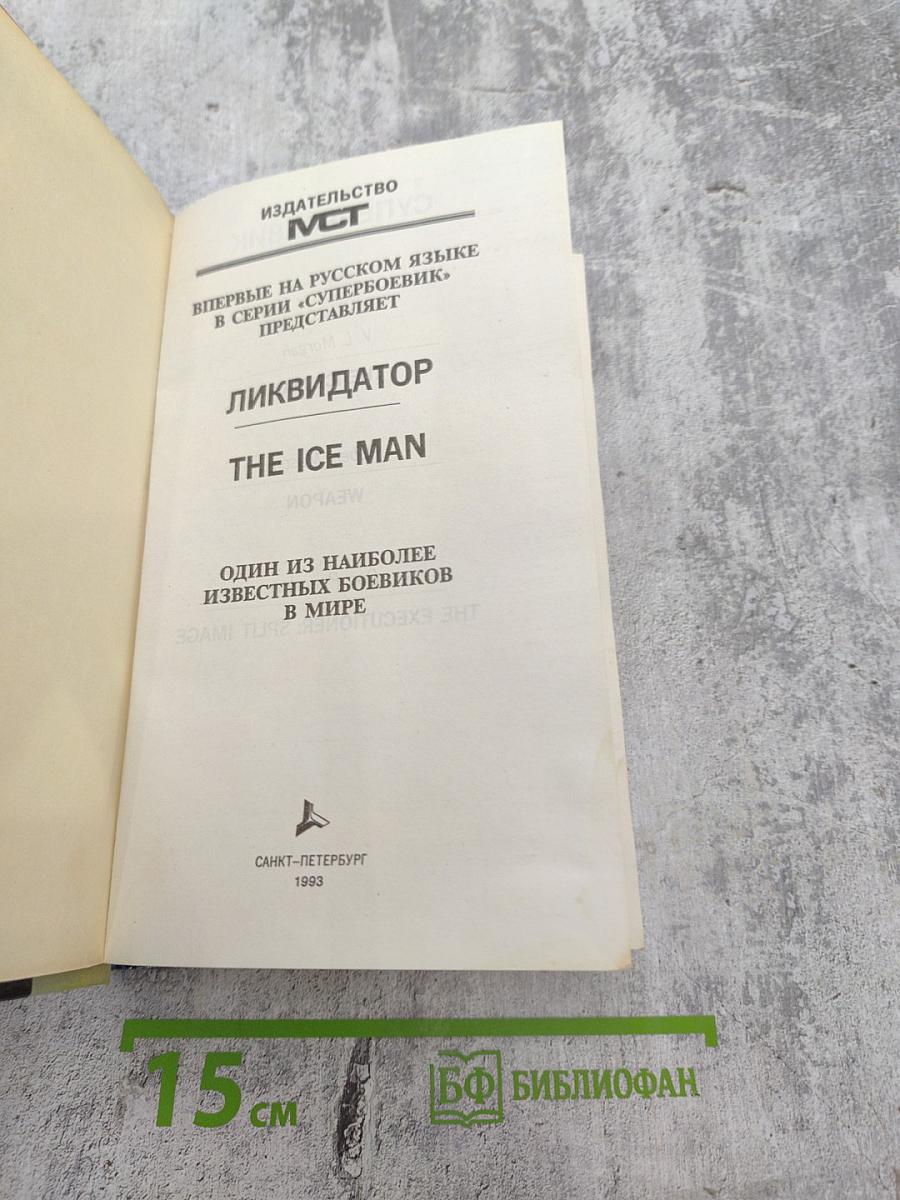 ИЗДАТЕЛЬСТВО
МСТ
ВПЕРВЫЕ НА РУССКОМ ЯЗЫКЕ
В СЕРИИ «СУПЕРБОЕВИК»
ПРЕДСТАВЛЯЕТ
ЛИКВИДАТОР
THE ICE MAN
ОДИН ИЗ НАИБОЛЕЕ
ИЗВЕСТНЫХ БОЕВИКОВ
В МИРЕ
САНКТ–ПЕТЕРБУРГ
1993
15 см
БФ БИБЛИОФАН